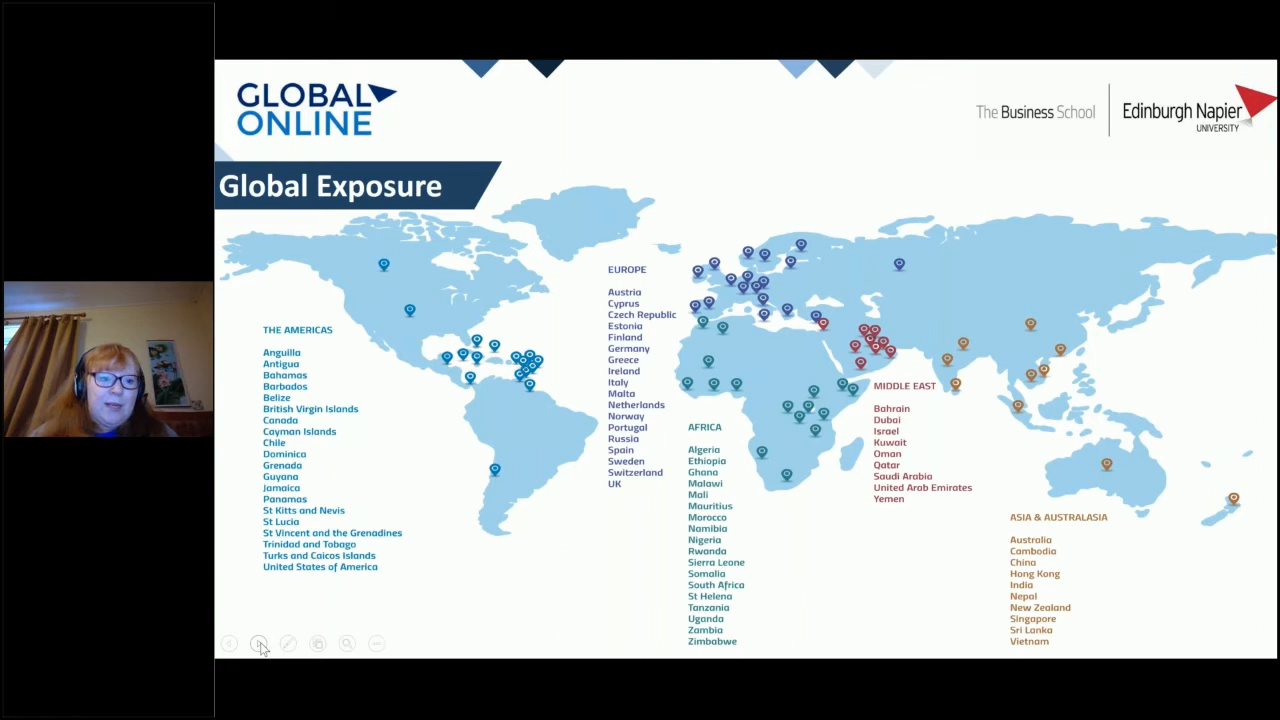 GLOBAL
ONLINE
The Business School
Edinburgh Napier
UNIVERSITY
Global Exposure
THE AMERICAS
Anguilla
Antigua
Bahamas
Barbados
Belize
British Virgin Islands
Canada
Cayman Islands
Chile
Dominica
Grenada
Guyana
Jamaica
Panamas
St Kitts and Nevis
St Lucia
St Vincent and the Grenadines
Trinidad and Tobago
Turks and Caicos Islands
United States of America
EUROPE
Austria
Cyprus
Czech Republic
Estonia
Finland
Germany
Greece
Ireland
Italy
Malta
Netherlands
Norway
Portugal
Russia
Spain
Sweden
Switzerland
UK
AFRICA
Algeria
Ethiopia
Ghana
Malawi
Mali
Mauritius
Morocco
Namibia
Nigeria
Rwanda
Sierra Leone
Somalia
South Africa
St Helena
Tanzania
Uganda
Zambia
Zimbabwe
MIDDLE EAST
Bahrain
Dubai
Israel
Kuwait
Oman
Qatar
Saudi Arabia
United Arab Emirates
Yemen
ASIA & AUSTRALASIA
Australia
Cambodia
China
Hong Kong
India
Nepal
New Zealand
Singapore
Sri Lanka
Vietnam